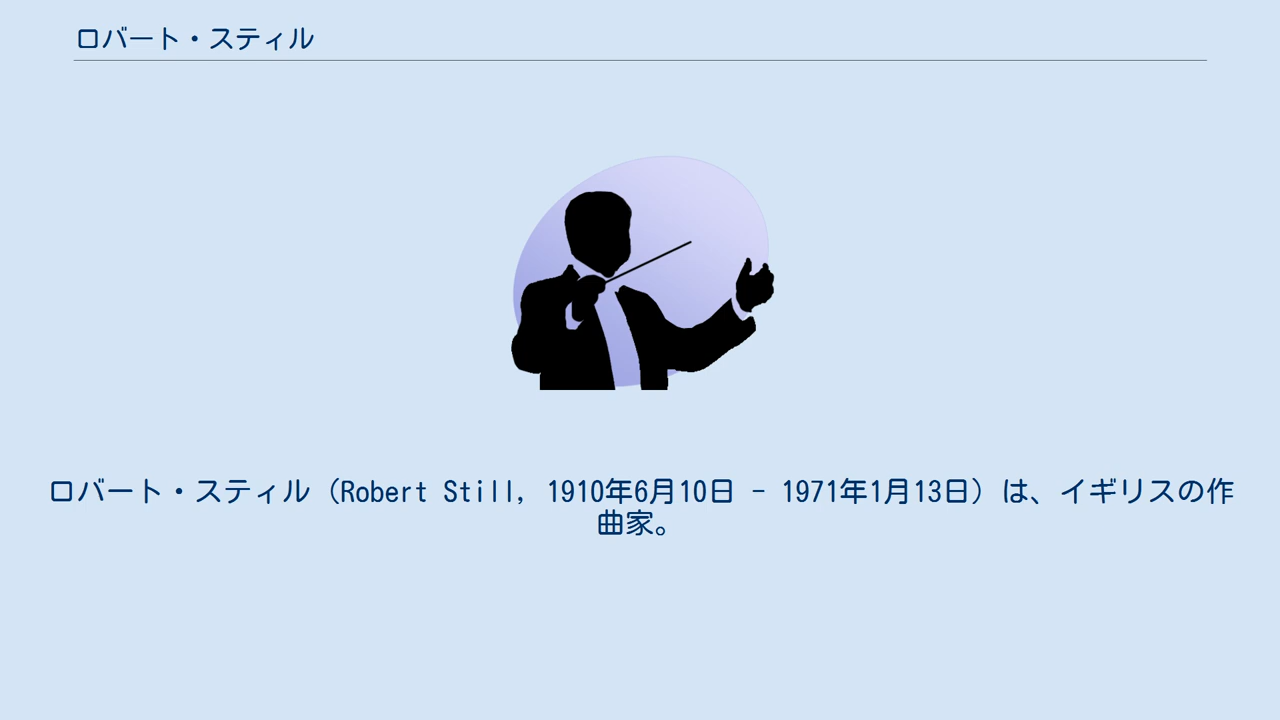 ロバート・スティル
ロバート・スティル（Robert Still, 1910年6月10日 - 1971年1月13日）は、イギリスの作
曲家。